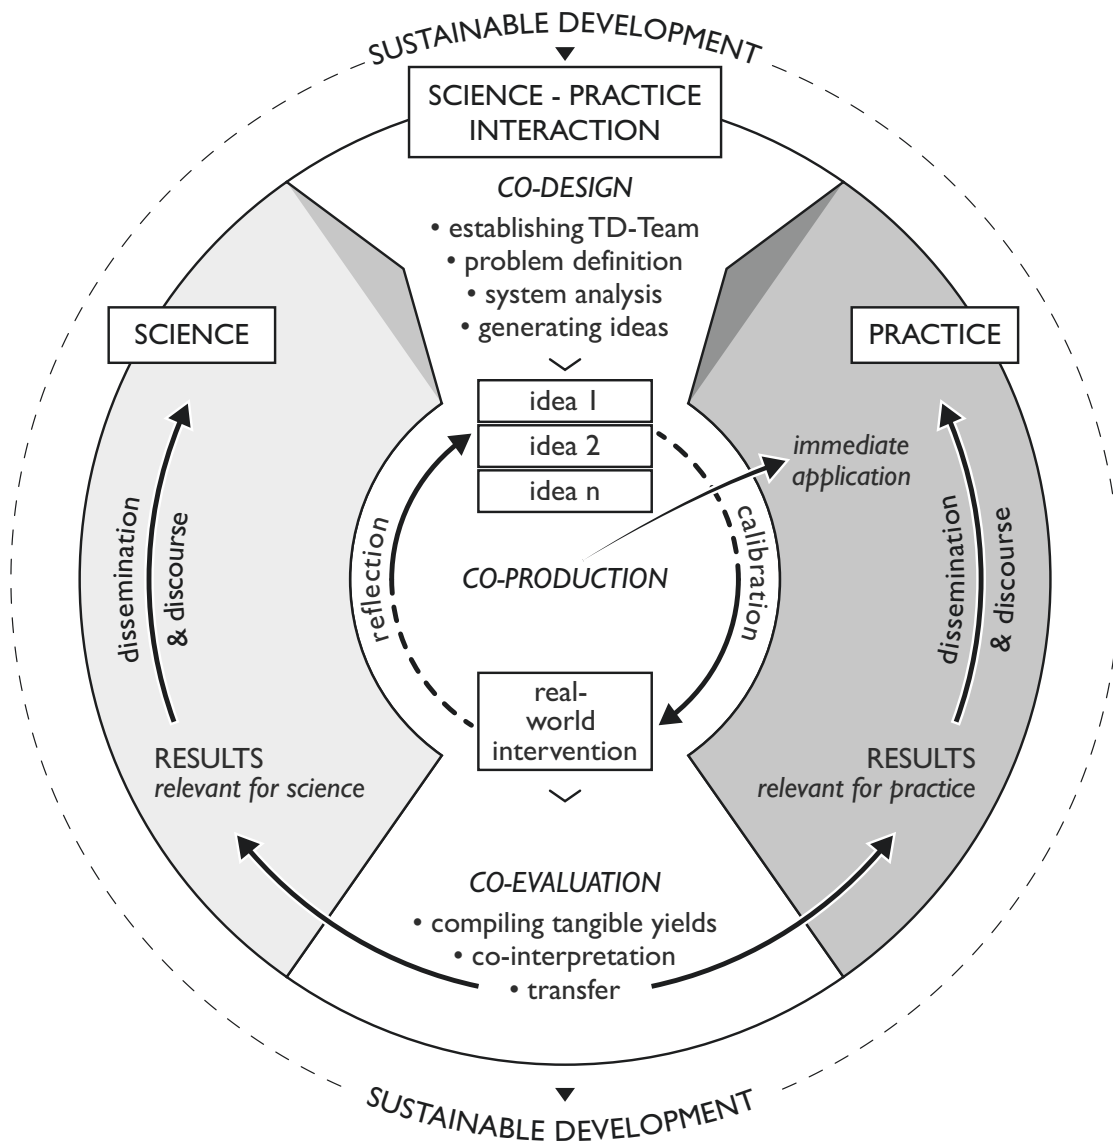 SUSTAINABLE DEVELOPMENT
SCIENCE - PRACTICE
INTERACTION
CO-DESIGN
• establishing TD-Team
• problem definition
• system analysis
• generating ideas
SCIENCE
PRACTICE
idea 1
idea 2
idea n
immediate
application
dissemination
& discourse
reflection
CO-PRODUCTION
calibration
dissemination
& discourse
real-
world
intervention
RESULTS
relevant for science
RESULTS
relevant for practice
CO-EVALUATION
• compiling tangible yields
• co-interpretation
• transfer
SUSTAINABLE DEVELOPMENT